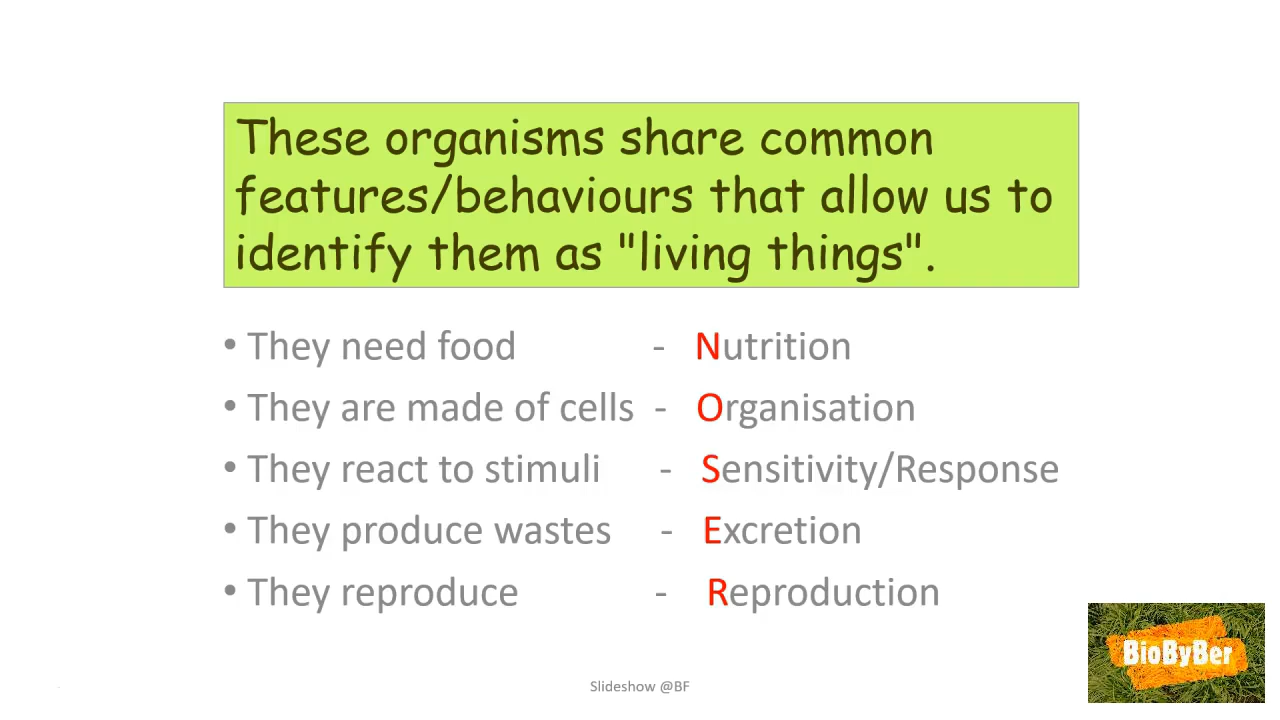 These organisms share common
features/behaviours that allow us to
identify them as "living things".
• They need food - Nutrition
• They are made of cells - Organisation
• They react to stimuli - Sensitivity/Response
• They produce wastes - Excretion
• They reproduce - Reproduction
BioByBer
Slideshow @BF